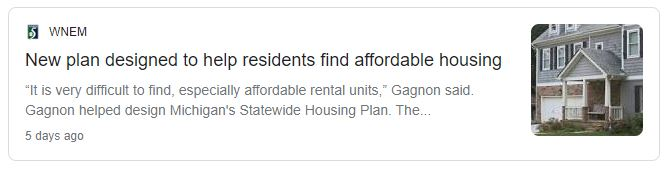 WNEM
New plan designed to help residents find affordable housing
“It is very difficult to find, especially affordable rental units,” Gagnon said.
Gagnon helped design Michigan's Statewide Housing Plan. The...
5 days ago